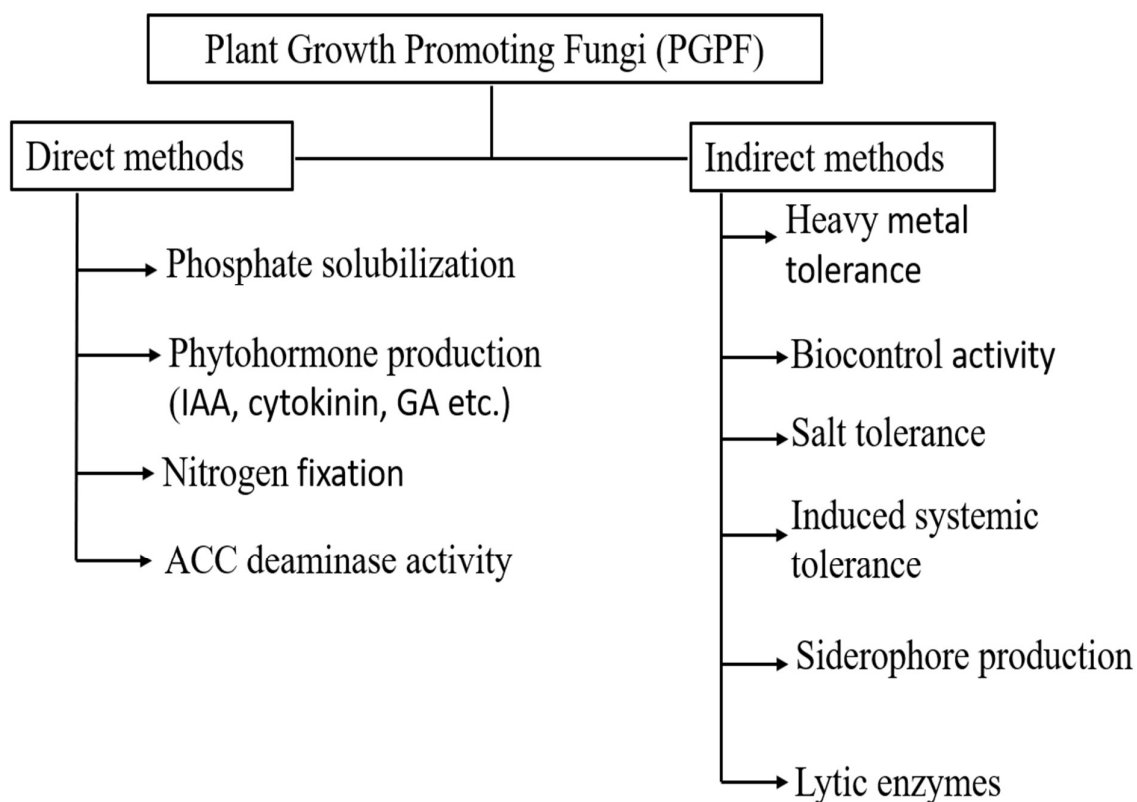 Plant Growth Promoting Fungi (PGPF)
Direct methods
Phosphate solubilization
Phytohormone production
(IAA, cytokinin, GA etc.)
Nitrogen fixation
ACC deaminase activity
Indirect methods
Heavy metal
tolerance
Biocontrol activity
Salt tolerance
Induced systemic
tolerance
Siderophore production
Lytic enzymes